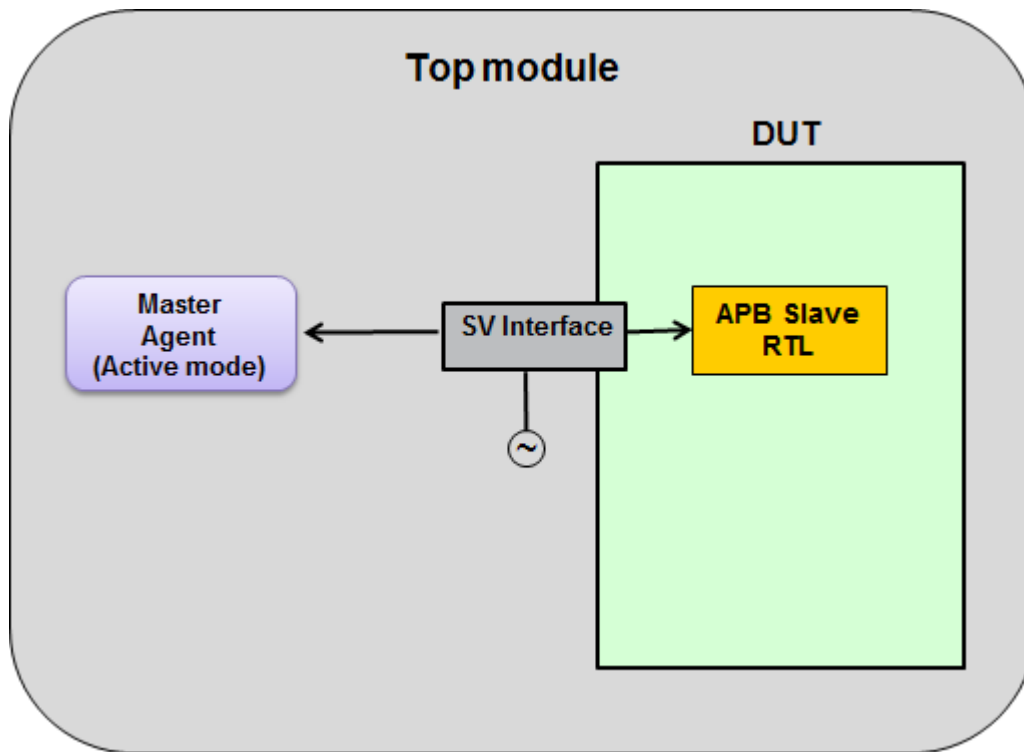 Top module
DUT
Master
Agent
(Active mode)
SV Interface
APB Slave
RTL
~